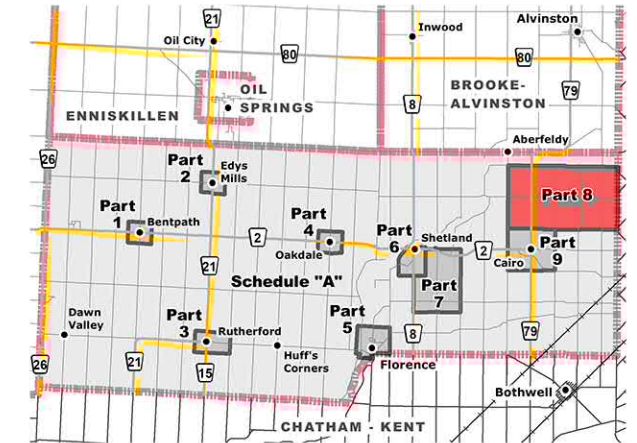 21
Oil City
80
Inwood
Alvinston
80
OIL
SPRINGS
8
BROOKE-
ALVINSTON
79
ENNISKILLEN
Aberfeldy
26
Part
2
Edys
Mills
Part 8
Part
1
Bentpath
2
Part
4
Oakdale
Part
6
Shetland
2
Part
9
Cairo
21
Schedule "A"
Part
7
Dawn
Valley
Part
3
Rutherford
Part
5
8
79
26
21
15
Huff's
Corners
Florence
Bothwell
CHATHAM - KENT